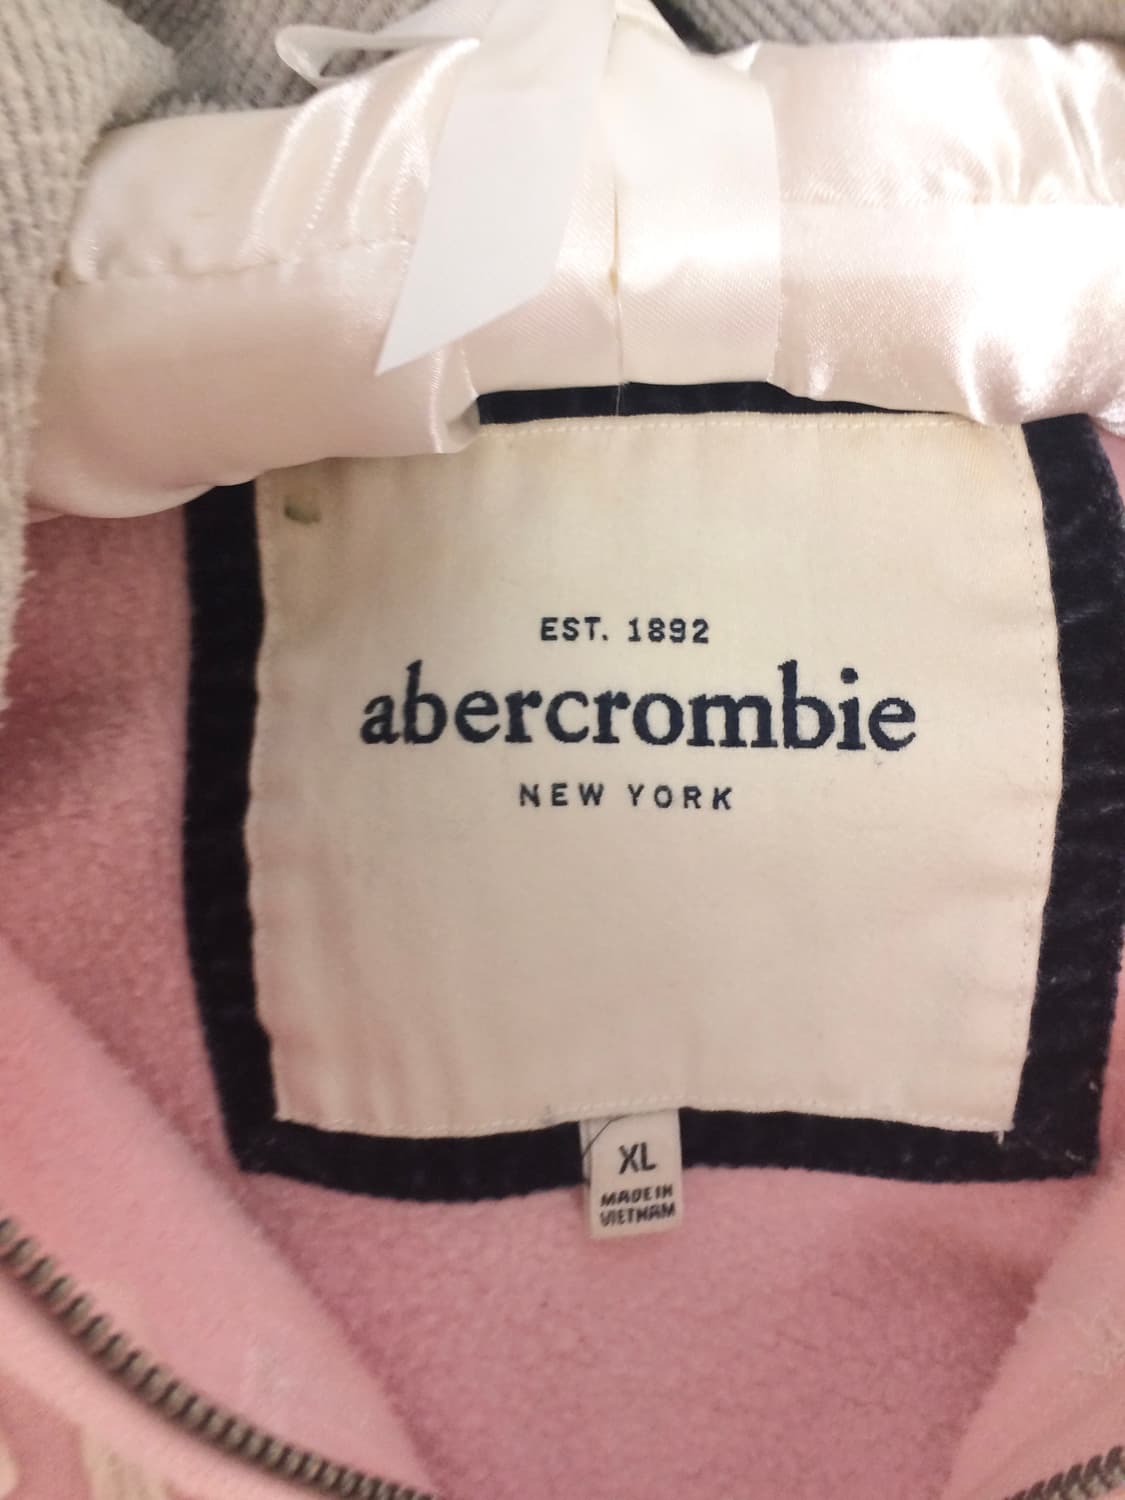 EST. 1892
abercrombie
NEW YORK
XL
MADE IN
VIETNAM